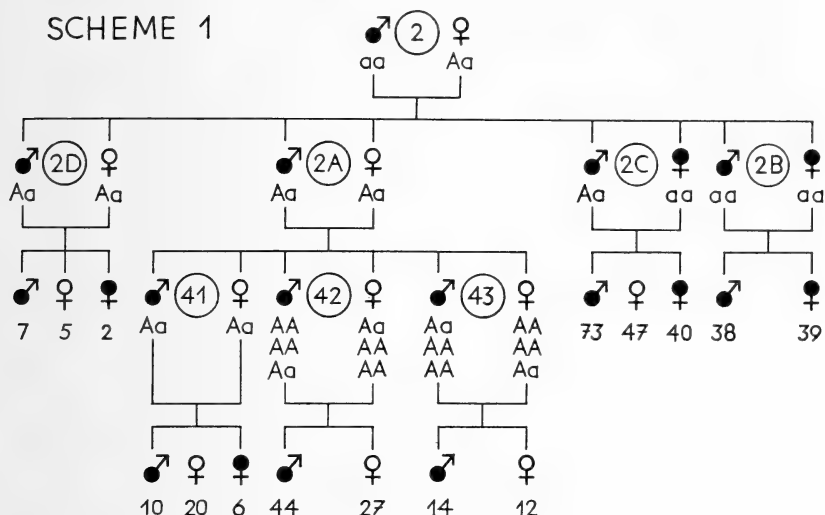 SCHEME 1
♂ 2 ♀
aa Aa
♂ 2D ♀ ♂ 2A ♀ ♂ 2C ♀ ♂ 2B ♀
Aa Aa Aa Aa Aa aa aa aa
♂ ♀ ♀ ♂ 41 ♀ ♂ 42 ♀ ♂ 43 ♀ ♂ ♀ ♀ ♂ ♀
7 5 2 Aa Aa AA Aa Aa AA 73 47 40 38 39
AA AA AA AA
Aa AA AA Aa
♂ ♀ ♀ ♂ ♀ ♂ ♀
10 20 6 44 27 14 12